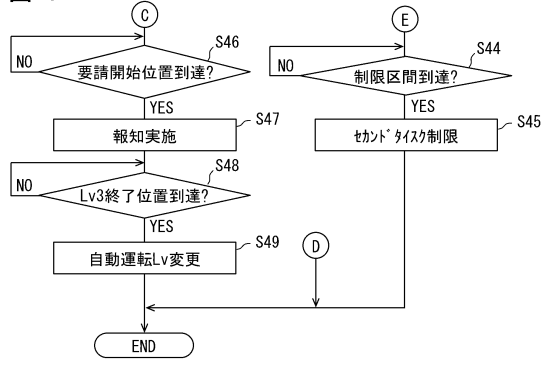 C
S46
NO
要請開始位置到達?
YES
S47
報知実施
S48
NO
Lv3終了位置到達?
YES
S49
自動運転Lv変更
END
E
S44
NO
制限区間到達?
YES
S45
ｾｶﾝﾄﾞﾀｲｽｸ制限
D